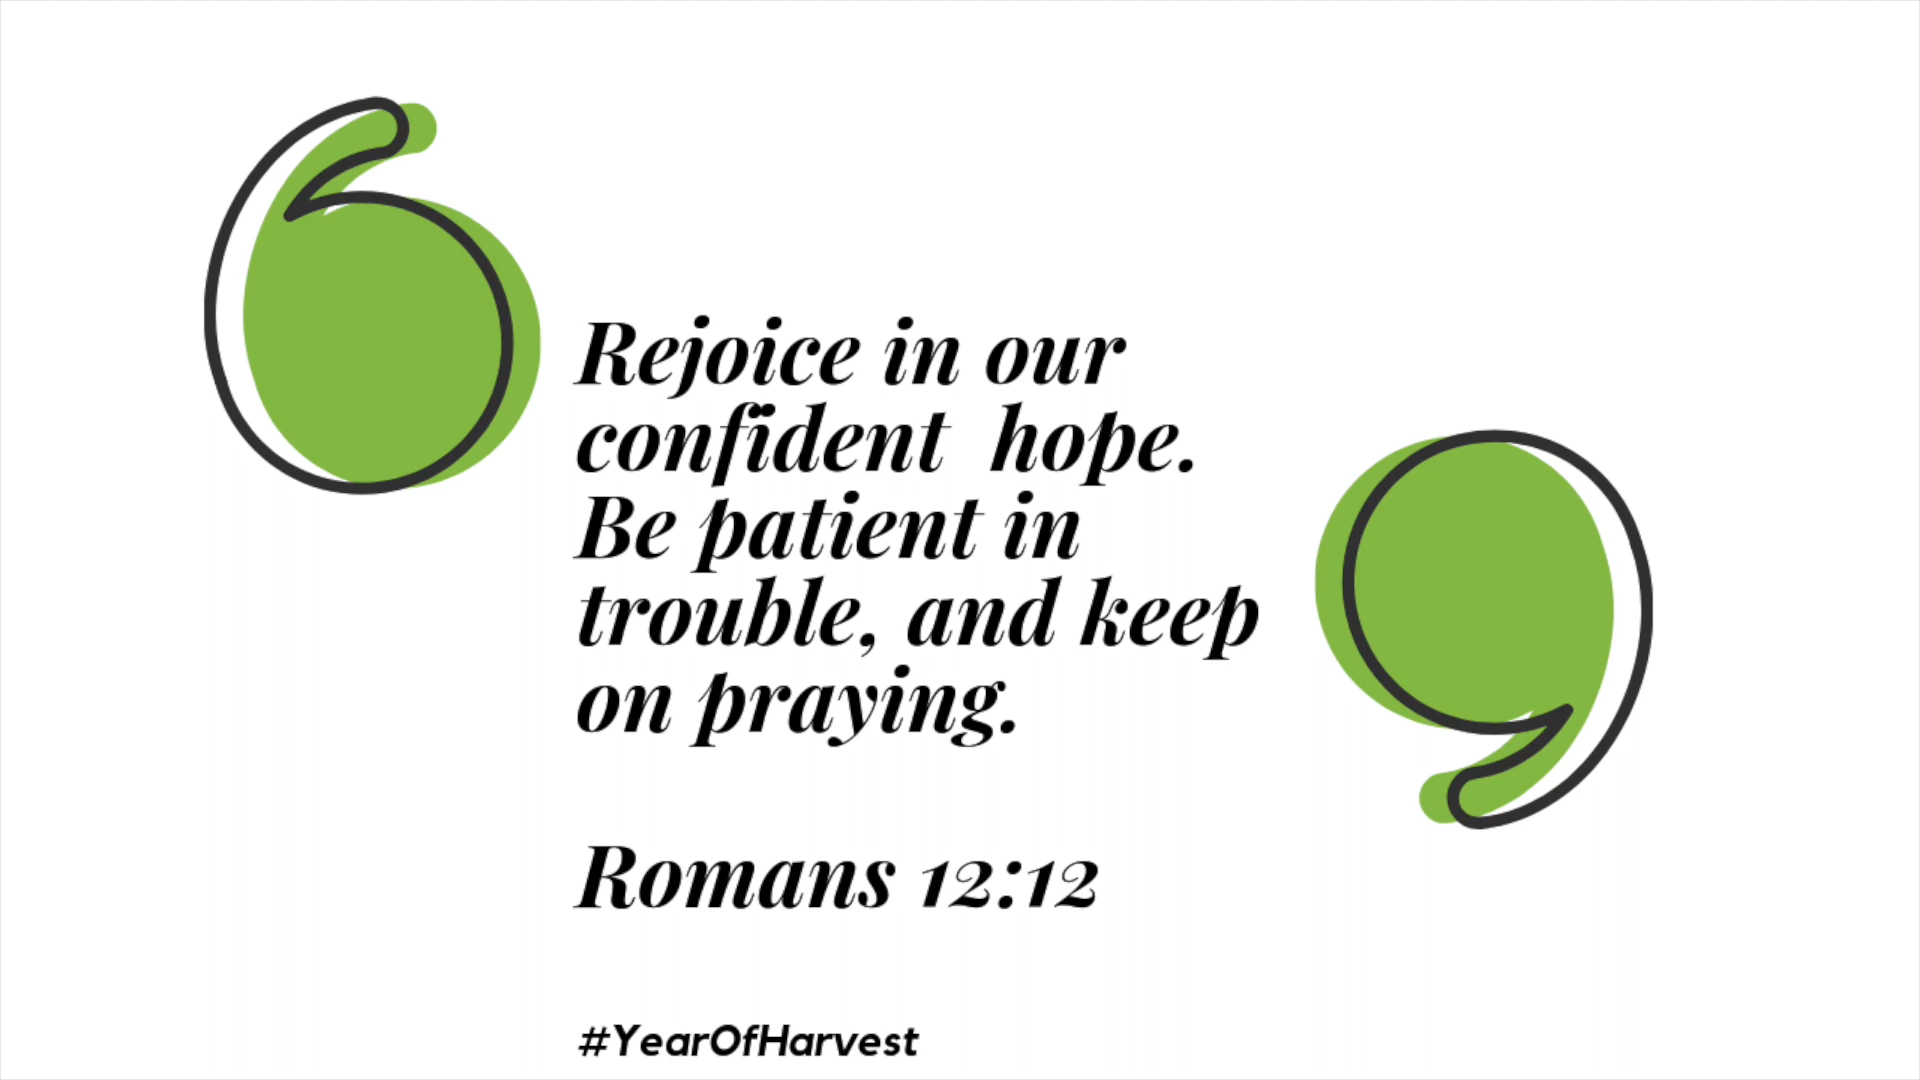 Rejoice in our
confident  hope.
Be patient in
trouble, and keep
on praying.
Romans 12:12
#YearOfHarvest